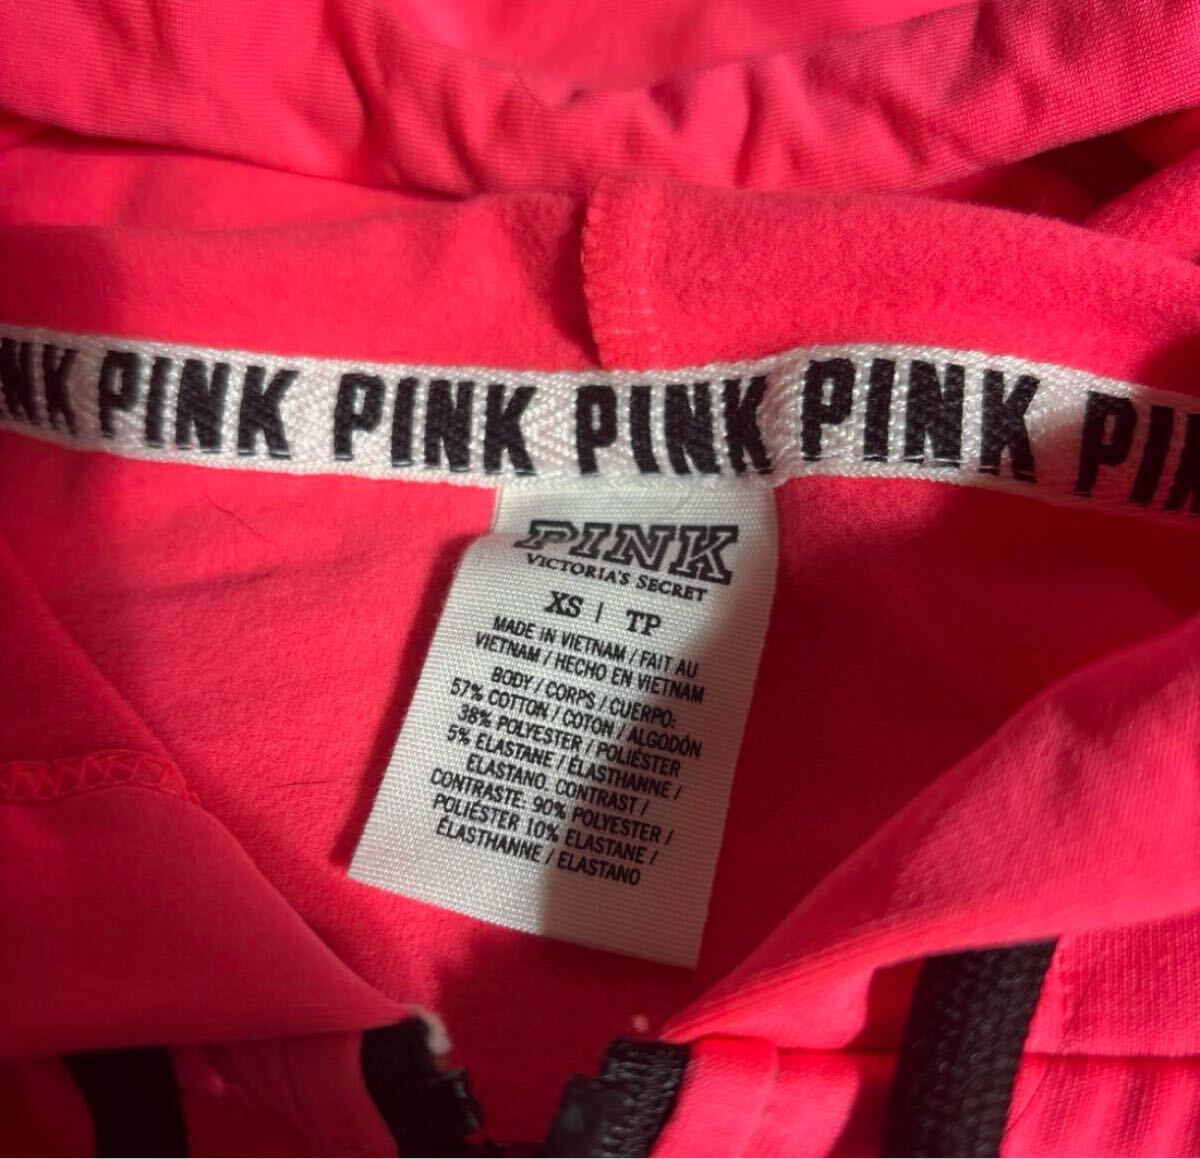 INK PINK PINK PINK PINK PIN
PINK
VICTORIA'S SECRET
XS | TP
MADE IN VIETNAM / FAIT AU
VIETNAM / HECHO EN VIETNAM
BODY / CORPS / CUERPO:
57% COTTON / COTON / ALGODÓN
38% POLYESTER / POLIÉSTER
5% ELASTANE / ÉLASTHANNE /
ELASTANO. CONTRAST /
CONTRASTE. 90% POLYESTER /
POLIÉSTER 10% ELASTANE /
ÉLASTHANNE / ELASTANO